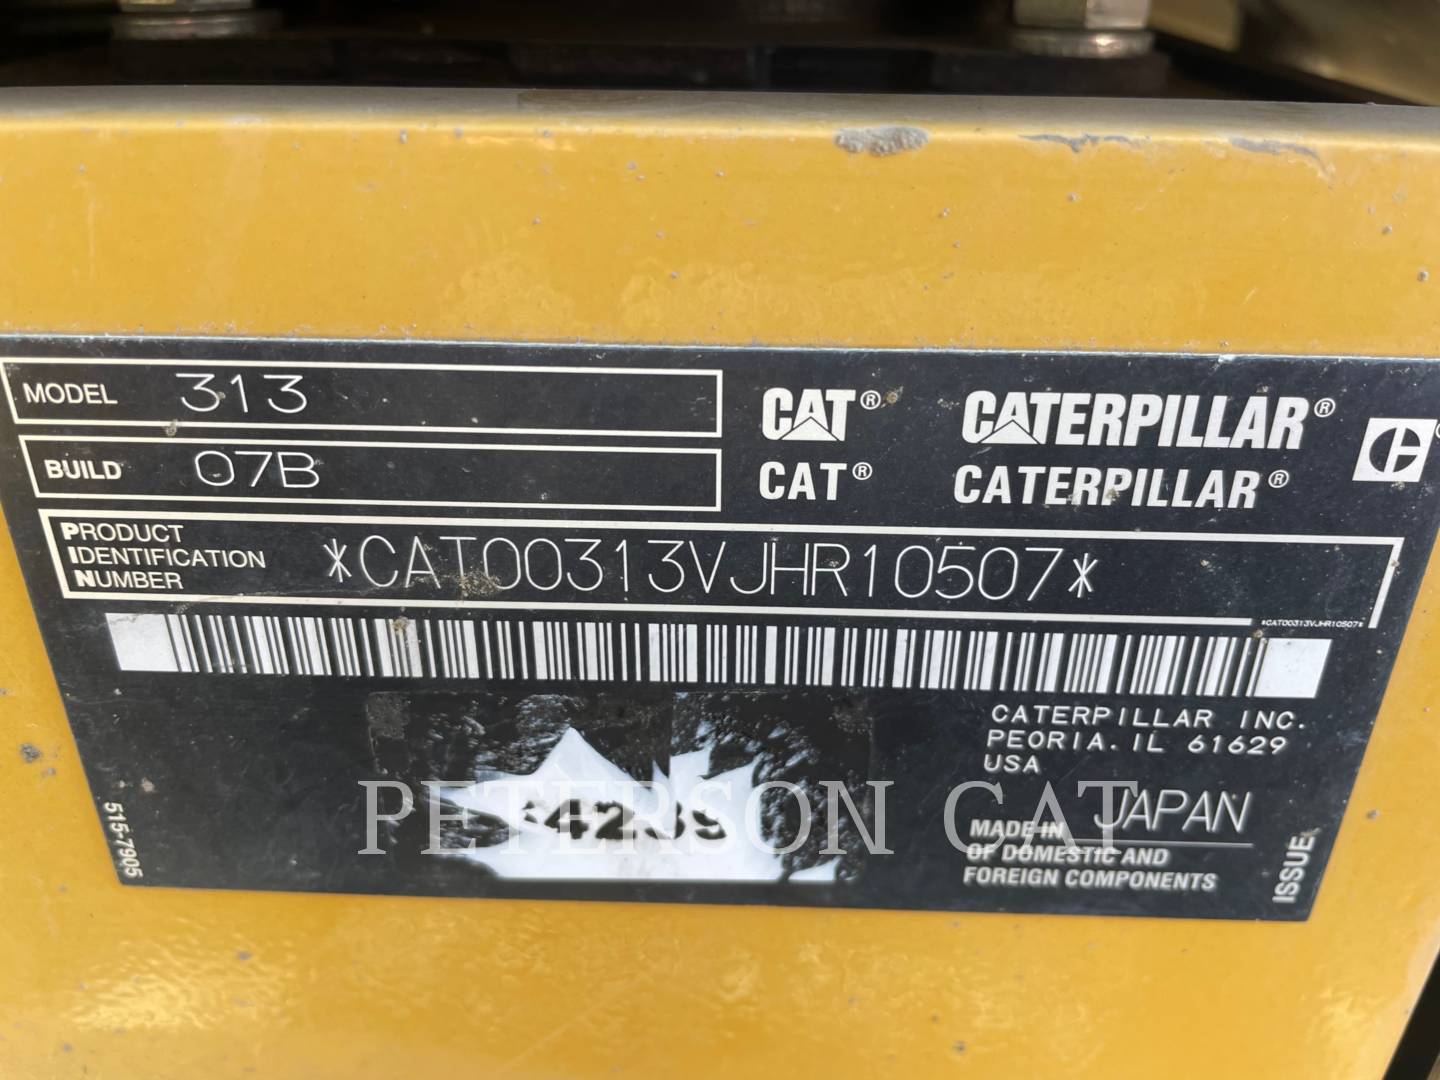 MODEL 313
BUILD 07B
CAT® CATERPILLAR®
CAT® CATERPILLAR®
PRODUCT
IDENTIFICATION
NUMBER
*CAT00313VJHR10507*
*CAT00313VJHR10507*
CATERPILLAR INC.
PEORIA, IL 61629
USA
PETERSON CAT
MADE IN JAPAN
OF DOMESTIC AND
FOREIGN COMPONENTS
515-7905
ISSUE